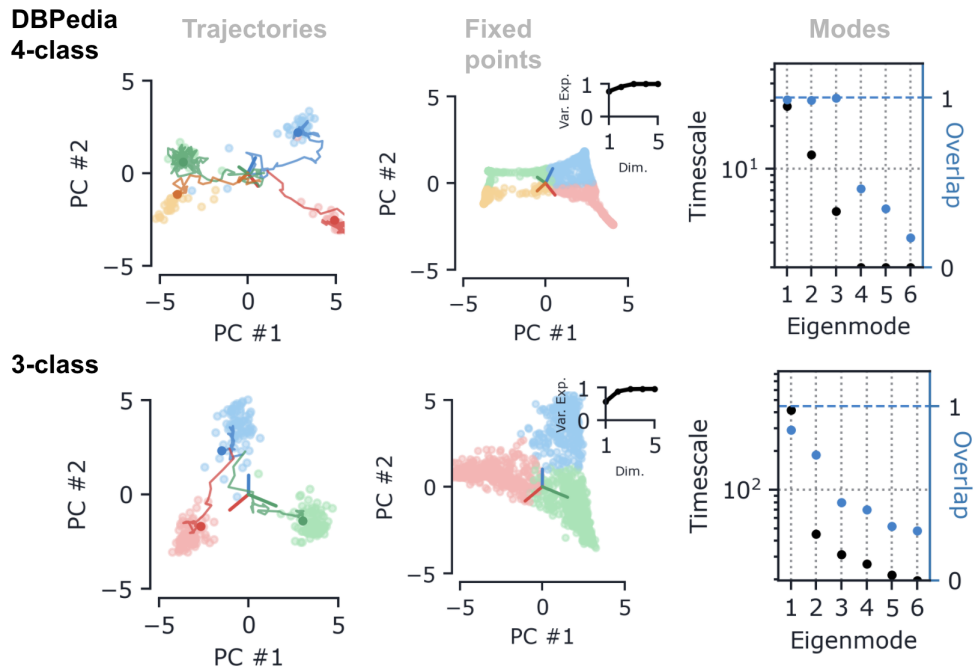 DBPedia
4-class
Trajectories
Fixed
points
Modes
5
0
−5
PC #2
−5
0
5
PC #1
5
0
−5
PC #2
−5
0
5
PC #1
Var. Exp.
1
0
1
5
Dim.
Timescale
10¹
1
0
Overlap
1 2 3 4 5 6
Eigenmode
3-class
5
0
−5
PC #2
−5
0
5
PC #1
5
0
−5
PC #2
−5
0
5
PC #1
Var. Exp.
1
0
1
5
Dim.
Timescale
10²
1
0
Overlap
1 2 3 4 5 6
Eigenmode